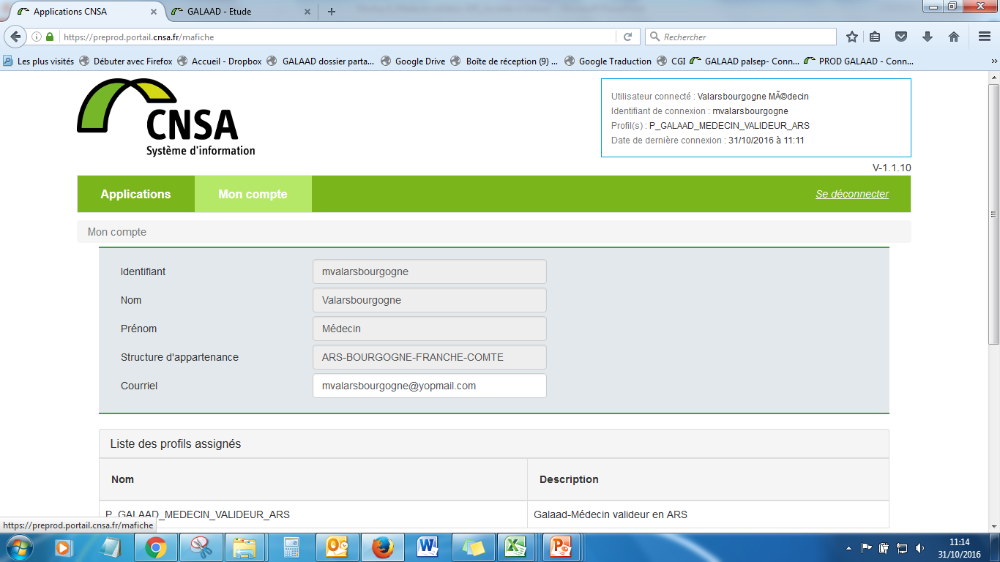 Applications CNSA
GALAAD - Etude
https://preprod.portail.cnsa.fr/mafiche
Rechercher
Les plus visités
Débuter avec Firefox
Accueil - Dropbox
GALAAD dossier parta...
Google Drive
Boîte de réception (9) ...
Google Traduction
CGI
GALAAD palsep- Conn...
PROD GALAAD - Conn...
CNSA
Système d'information
Utilisateur connecté : Valarsbourgogne MÃ©decin
Identifiant de connexion : mvalarsbourgogne
Profil(s) : P_GALAAD_MEDECIN_VALIDEUR_ARS
Date de dernière connexion : 31/10/2016 à 11:11
V-1.1.10
Applications
Mon compte
Se déconnecter
Mon compte
Identifiant
mvalarsbourgogne
Nom
Valarsbourgogne
Prénom
Médecin
Structure d'appartenance
ARS-BOURGOGNE-FRANCHE-COMTE
Courriel
mvalarsbourgogne@yopmail.com
Liste des profils assignés
Nom
Description
P_GALAAD_MEDECIN_VALIDEUR_ARS
Galaad-Médecin valideur en ARS
https://preprod.portail.cnsa.fr/mafiche
11:14
31/10/2016